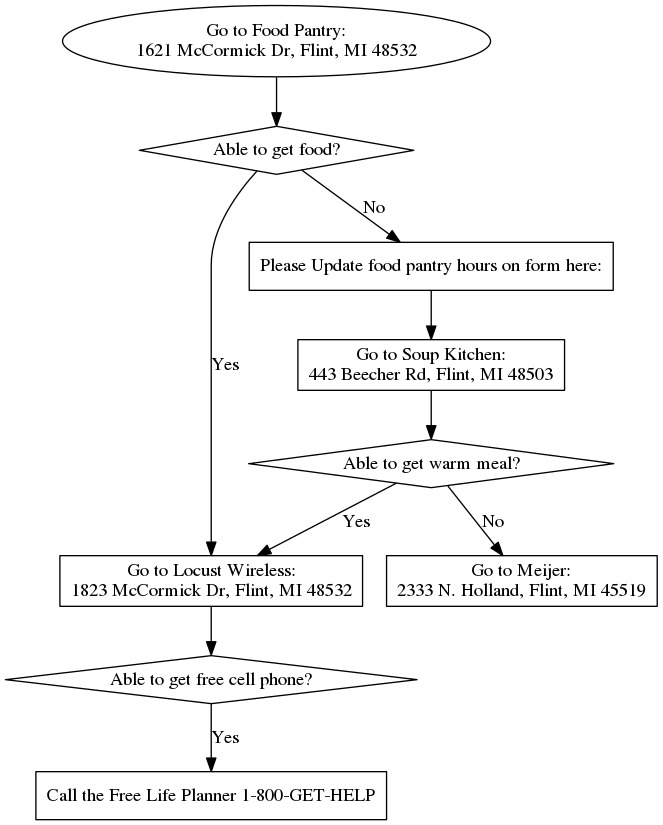 Go to Food Pantry:
1621 McCormick Dr, Flint, MI 48532
Able to get food?
No
Please Update food pantry hours on form here:
Yes
Go to Soup Kitchen:
443 Beecher Rd, Flint, MI 48503
Able to get warm meal?
Yes
No
Go to Locust Wireless:
1823 McCormick Dr, Flint, MI 48532
Go to Meijer:
2333 N. Holland, Flint, MI 45519
Able to get free cell phone?
Yes
Call the Free Life Planner 1-800-GET-HELP